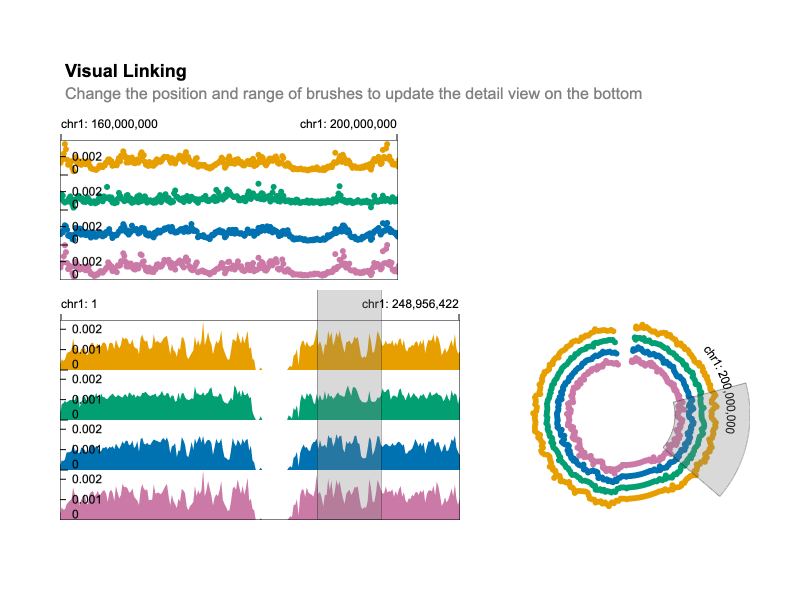 Visual Linking
Change the position and range of brushes to update the detail view on the bottom
chr1: 160,000,000
chr1: 200,000,000
0.002
0
0.002
0
0.002
0
0.002
0
chr1: 1
chr1: 248,956,422
0.002
0.001
0
0.002
0.001
0
0.002
0.001
0
0.002
0.001
0
chr1: 200,000,000